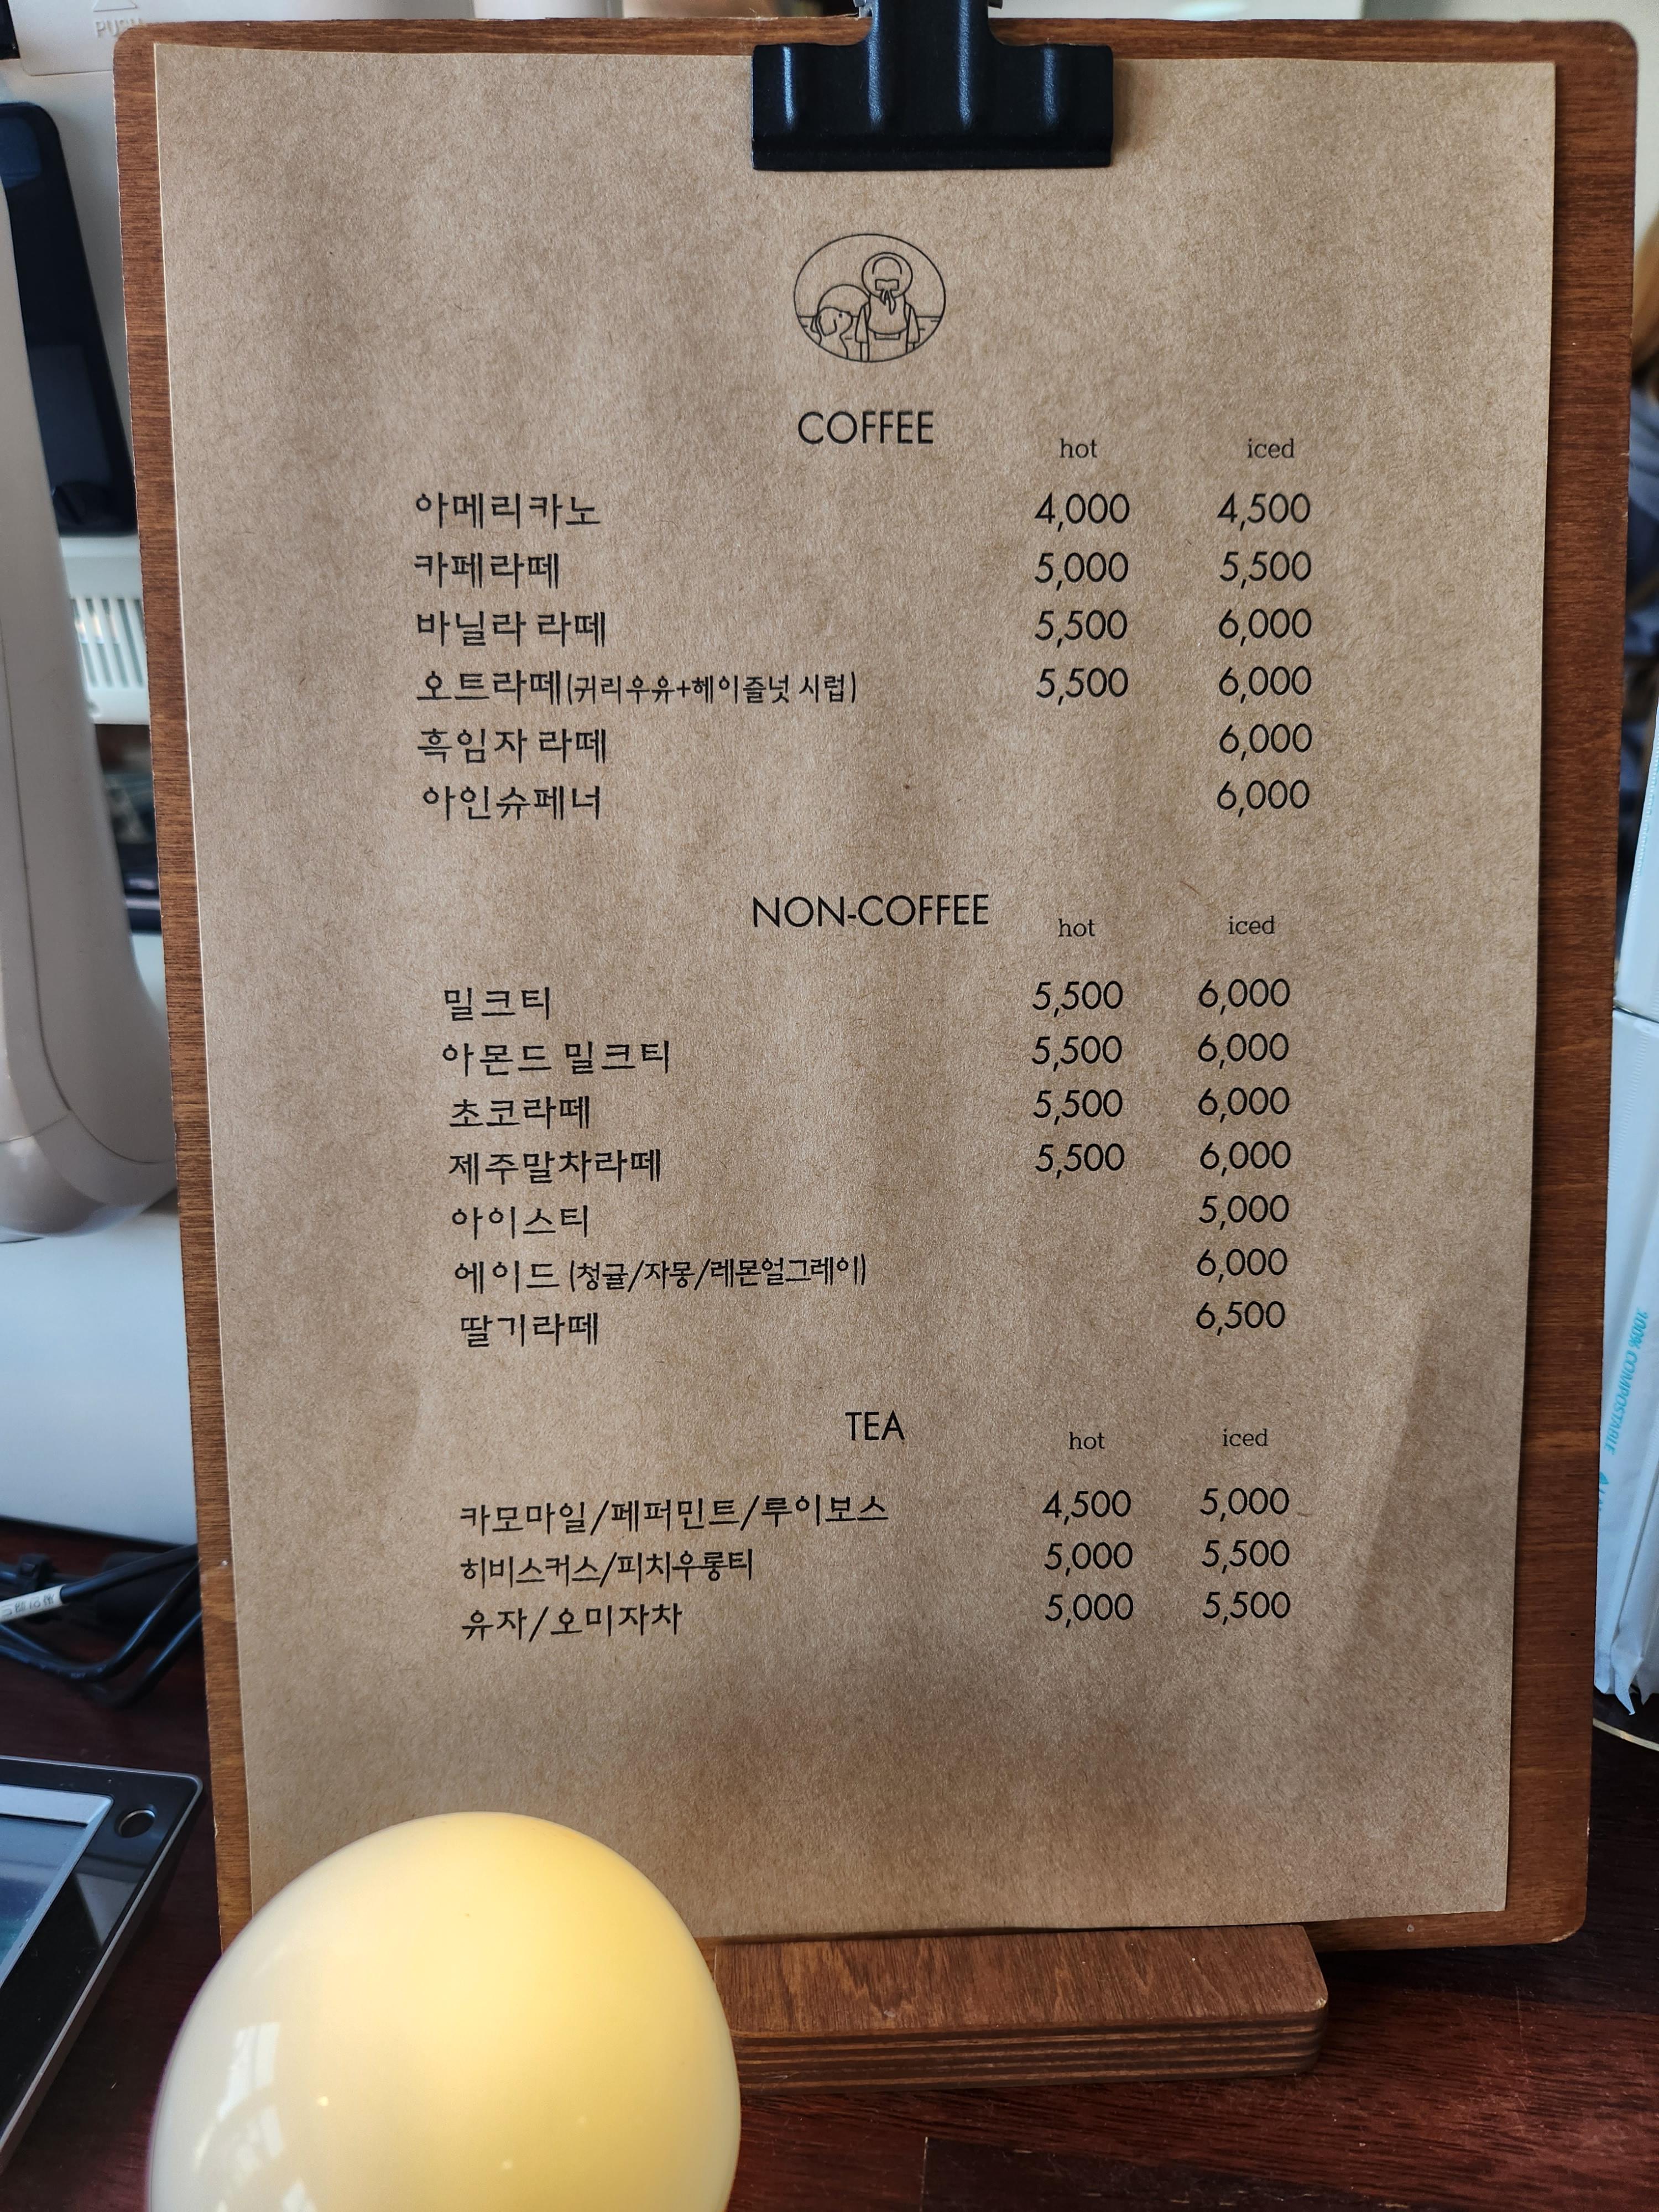 PUSH
COFFEE
hot iced
아메리카노 4,000 4,500
카페라떼 5,000 5,500
바닐라 라떼 5,500 6,000
오트라떼(귀리우유+헤이즐넛 시럽) 5,500 6,000
흑임자 라떼 6,000
아인슈페너 6,000
NON-COFFEE
hot iced
밀크티 5,500 6,000
아몬드 밀크티 5,500 6,000
초코라떼 5,500 6,000
제주말차라떼 5,500 6,000
아이스티 5,000
에이드 (청귤/자몽/레몬얼그레이) 6,000
딸기라떼 6,500
TEA
hot iced
카모마일/페퍼민트/루이보스 4,500 5,000
히비스커스/피치우롱티 5,000 5,500
유자/오미자차 5,000 5,500
100% COMPOSTABLE